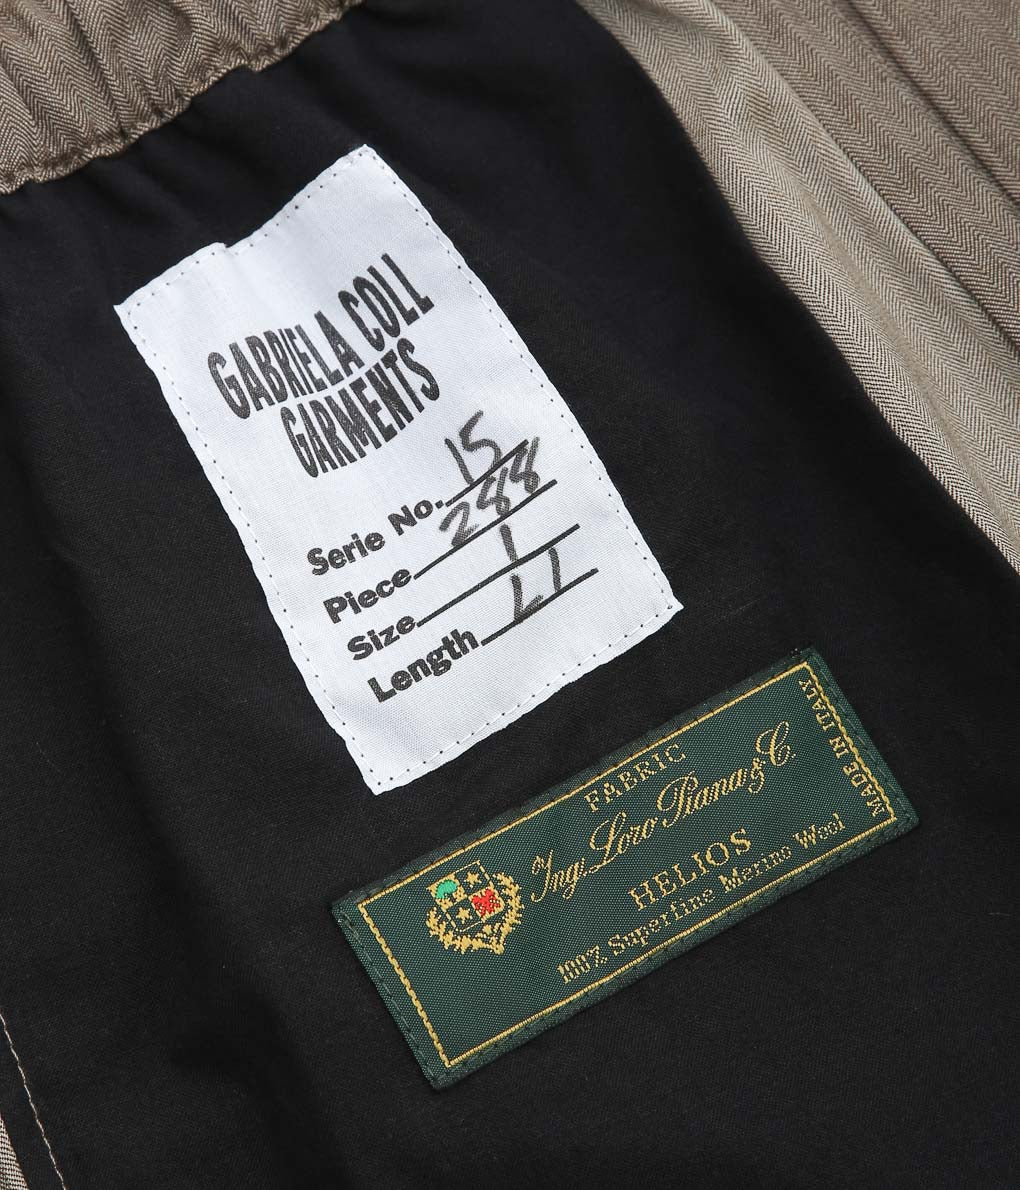 GABRIELA COLL
GARMENTS
Serie No. 15
Piece 288
Size 1
Length L1
FABRIC
Ing. Loro Piana & C.
HELIOS
100% Superfine Merino Wool
MADE IN ITALY